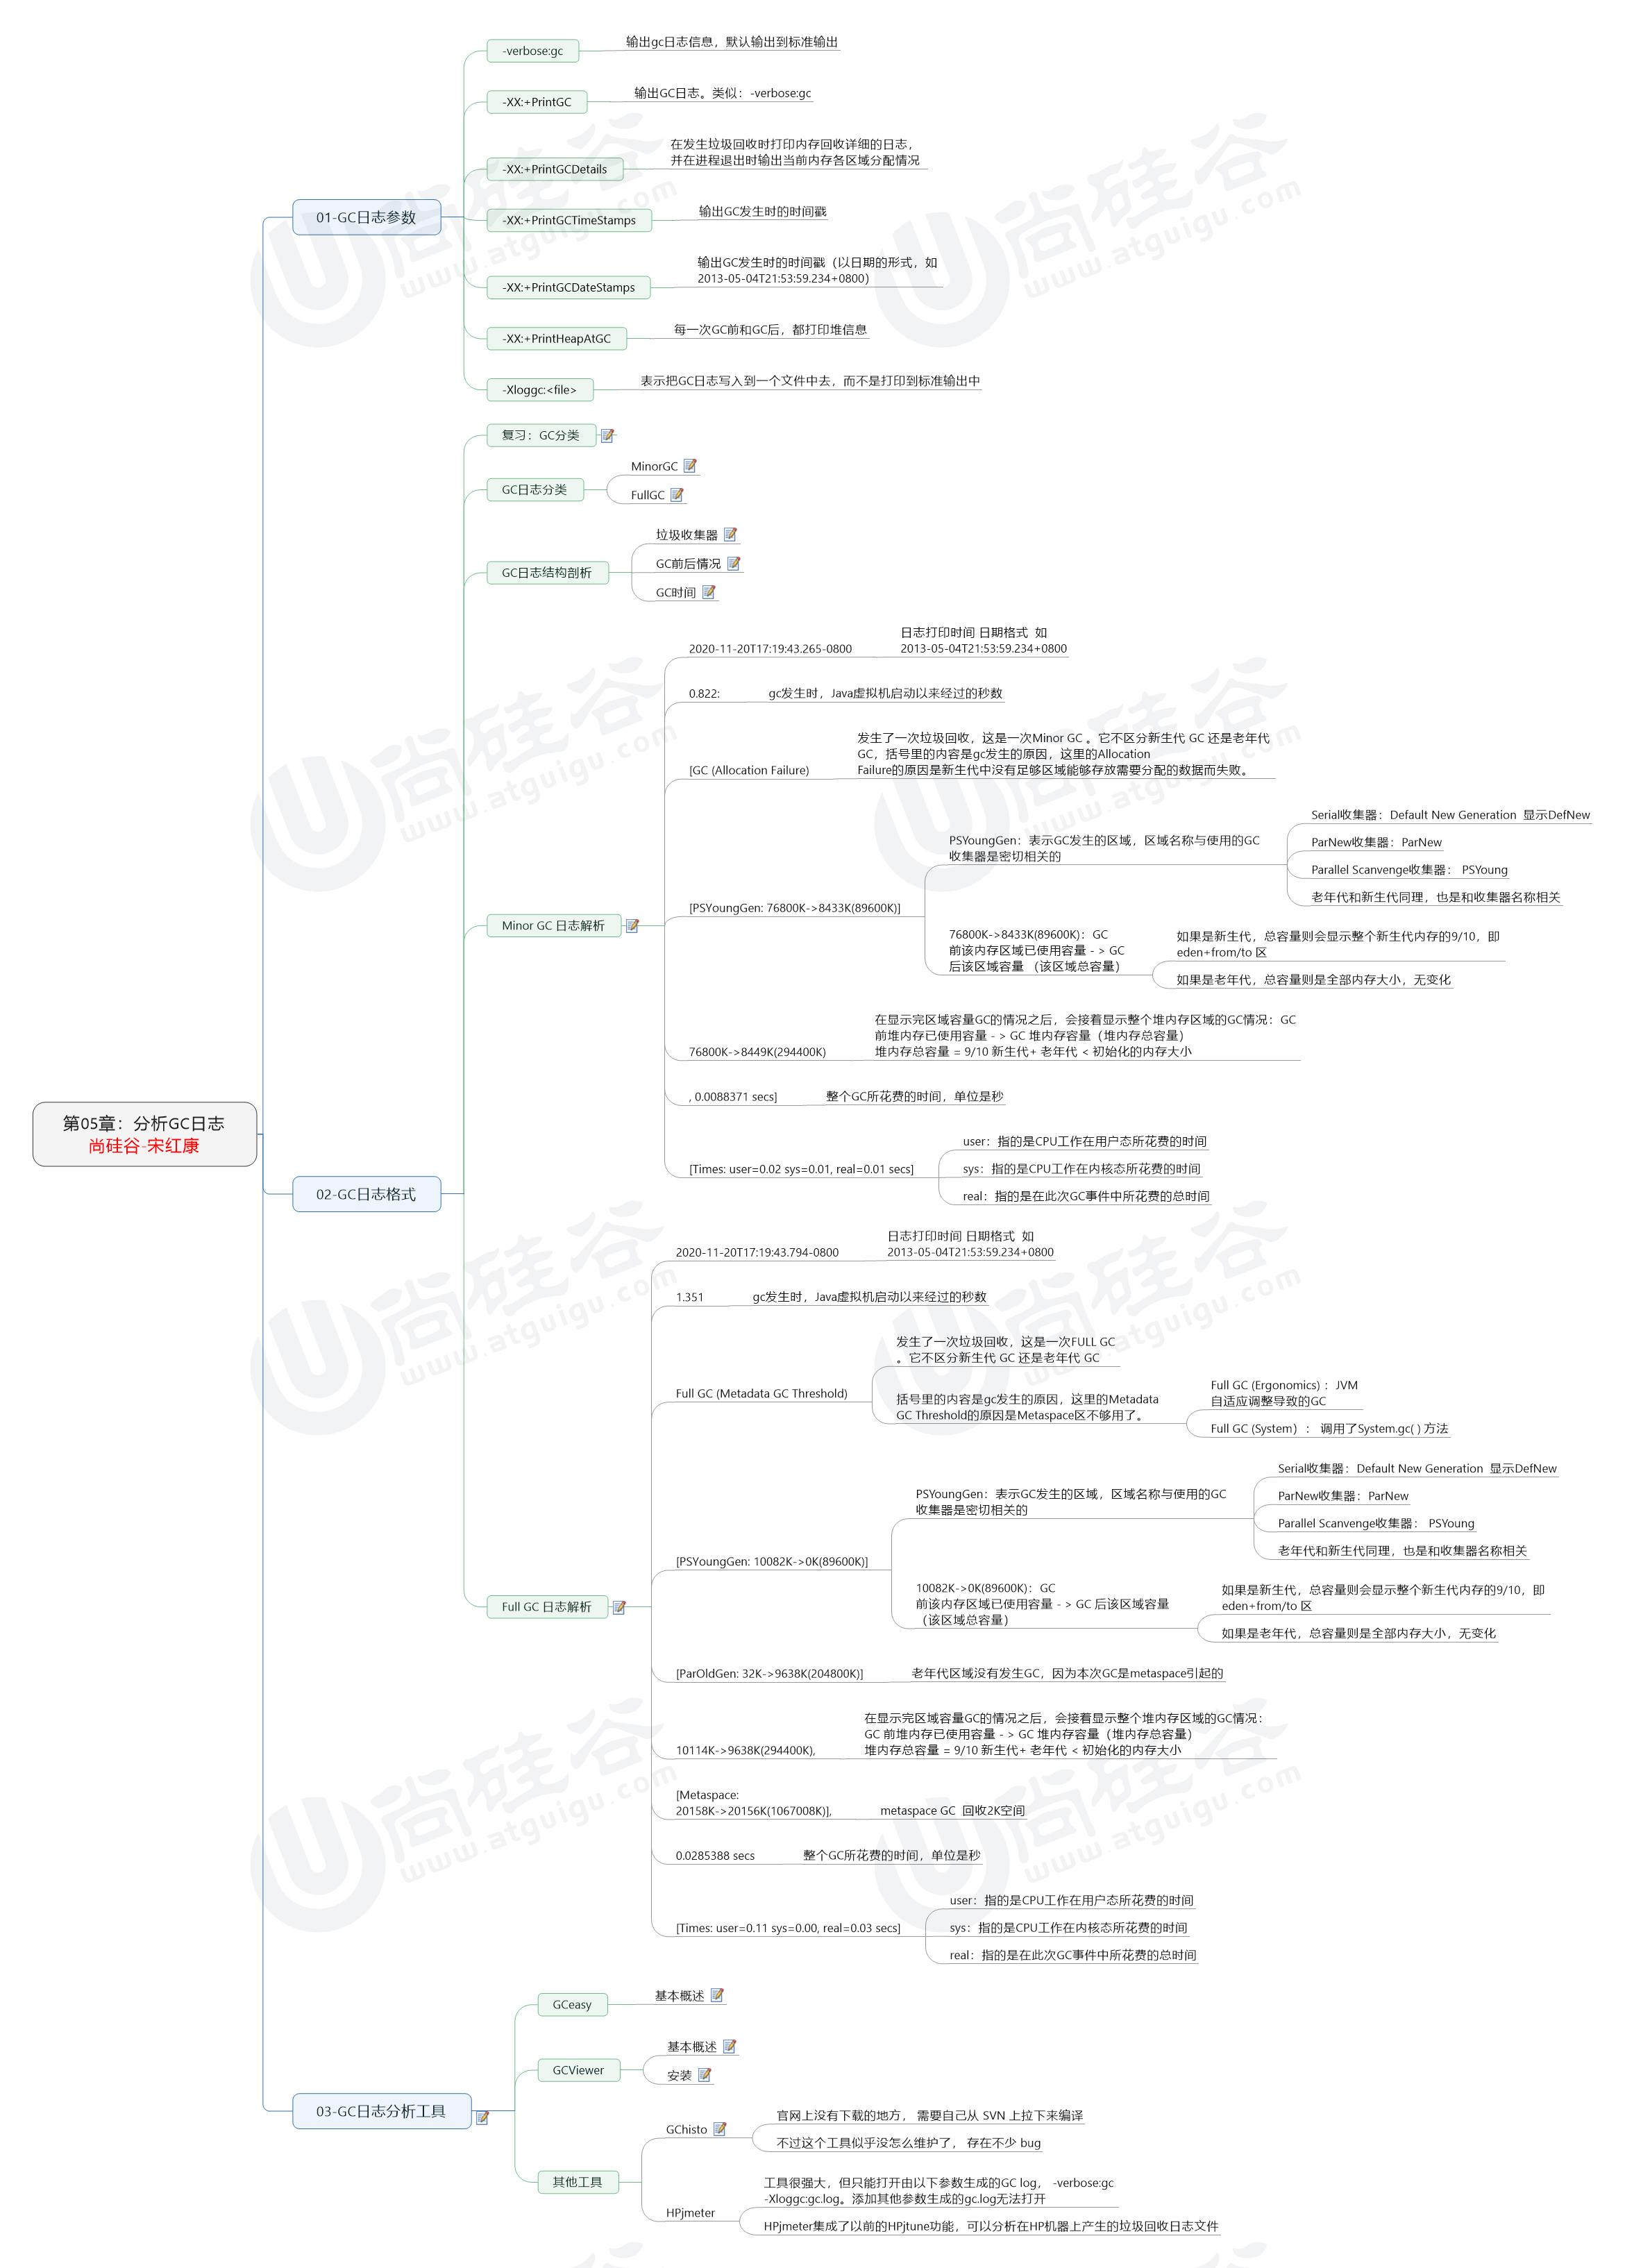 第05章：分析GC日志
尚硅谷-宋红康
01-GC日志参数
-verbose:gc
输出gc日志信息，默认输出到标准输出
-XX:+PrintGC
输出GC日志。类似：-verbose:gc
-XX:+PrintGCDetails
在发生垃圾回收时打印内存回收详细的日志，
并在进程退出时输出当前内存各区域分配情况
-XX:+PrintGCTimeStamps
输出GC发生时的时间戳
-XX:+PrintGCDateStamps
输出GC发生时的时间戳（以日期的形式，如
2013-05-04T21:53:59.234+0800）
-XX:+PrintHeapAtGC
每一次GC前和GC后，都打印堆信息
-Xloggc:<file>
表示把GC日志写入到一个文件中去，而不是打印到标准输出中
02-GC日志格式
复习：GC分类
GC日志分类
MinorGC
FullGC
GC日志结构剖析
垃圾收集器
GC前后情况
GC时间
Minor GC 日志解析
2020-11-20T17:19:43.265-0800
日志打印时间 日期格式 如
2013-05-04T21:53:59.234+0800
0.822:
gc发生时，Java虚拟机启动以来经过的秒数
[GC (Allocation Failure)
发生了一次垃圾回收，这是一次Minor GC 。它不区分新生代 GC 还是老年代
GC，括号里的内容是gc发生的原因，这里的Allocation
Failure的原因是新生代中没有足够区域能够存放需要分配的数据而失败。
[PSYoungGen: 76800K->8433K(89600K)]
PSYoungGen：表示GC发生的区域，区域名称与使用的GC
收集器是密切相关的
Serial收集器：Default New Generation 显示DefNew
ParNew收集器：ParNew
Parallel Scanvenge收集器： PSYoung
老年代和新生代同理，也是和收集器名称相关
76800K->8433K(89600K)：GC
前该内存区域已使用容量 - > GC
后该区域容量 （该区域总容量）
如果是新生代，总容量则会显示整个新生代内存的9/10，即
eden+from/to 区
如果是老年代，总容量则是全部内存大小，无变化
76800K->8449K(294400K)
在显示完区域容量GC的情况之后，会接着显示整个堆内存区域的GC情况：GC
前堆内存已使用容量 - > GC 堆内存容量（堆内存总容量）
堆内存总容量 = 9/10 新生代+ 老年代 < 初始化的内存大小
, 0.0088371 secs]
整个GC所花费的时间，单位是秒
[Times: user=0.02 sys=0.01, real=0.01 secs]
user：指的是CPU工作在用户态所花费的时间
sys：指的是CPU工作在内核态所花费的时间
real：指的是在此次GC事件中所花费的总时间
Full GC 日志解析
2020-11-20T17:19:43.794-0800
日志打印时间 日期格式 如
2013-05-04T21:53:59.234+0800
1.351
gc发生时，Java虚拟机启动以来经过的秒数
Full GC (Metadata GC Threshold)
发生了一次垃圾回收，这是一次FULL GC
。它不区分新生代 GC 还是老年代 GC
括号里的内容是gc发生的原因，这里的Metadata
GC Threshold的原因是Metaspace区不够用了。
Full GC (Ergonomics) ：JVM
自适应调整导致的GC
Full GC (System） ： 调用了System.gc( ) 方法
[PSYoungGen: 10082K->0K(89600K)]
PSYoungGen：表示GC发生的区域，区域名称与使用的GC
收集器是密切相关的
Serial收集器：Default New Generation 显示DefNew
ParNew收集器：ParNew
Parallel Scanvenge收集器： PSYoung
老年代和新生代同理，也是和收集器名称相关
10082K->0K(89600K)：GC
前该内存区域已使用容量 - > GC 后该区域容量
（该区域总容量）
如果是新生代，总容量则会显示整个新生代内存的9/10，即
eden+from/to 区
如果是老年代，总容量则是全部内存大小，无变化
[ParOldGen: 32K->9638K(204800K)]
老年代区域没有发生GC，因为本次GC是metaspace引起的
10114K->9638K(294400K),
在显示完区域容量GC的情况之后，会接着显示整个堆内存区域的GC情况：
GC 前堆内存已使用容量 - > GC 堆内存容量（堆内存总容量）
堆内存总容量 = 9/10 新生代+ 老年代 < 初始化的内存大小
[Metaspace:
20158K->20156K(1067008K)],
metaspace GC 回收2K空间
0.0285388 secs
整个GC所花费的时间，单位是秒
[Times: user=0.11 sys=0.00, real=0.03 secs]
user：指的是CPU工作在用户态所花费的时间
sys：指的是CPU工作在内核态所花费的时间
real：指的是在此次GC事件中所花费的总时间
03-GC日志分析工具
GCeasy
基本概述
GCViewer
基本概述
安装
其他工具
GChisto
官网上没有下载的地方， 需要自己从 SVN 上拉下来编译
不过这个工具似乎没怎么维护了， 存在不少 bug
HPjmeter
工具很强大，但只能打开由以下参数生成的GC log， -verbose:gc
-Xloggc:gc.log。添加其他参数生成的gc.log无法打开
HPjmeter集成了以前的HPjtune功能，可以分析在HP机器上产生的垃圾回收日志文件
尚硅谷
www.atguigu.com
尚硅谷
www.atguigu.com
尚硅谷
www.atguigu.com
尚硅谷
www.atguigu.com
尚硅谷
www.atguigu.com
尚硅谷
www.atguigu.com
尚硅谷
www.atguigu.com
尚硅谷
www.atguigu.com